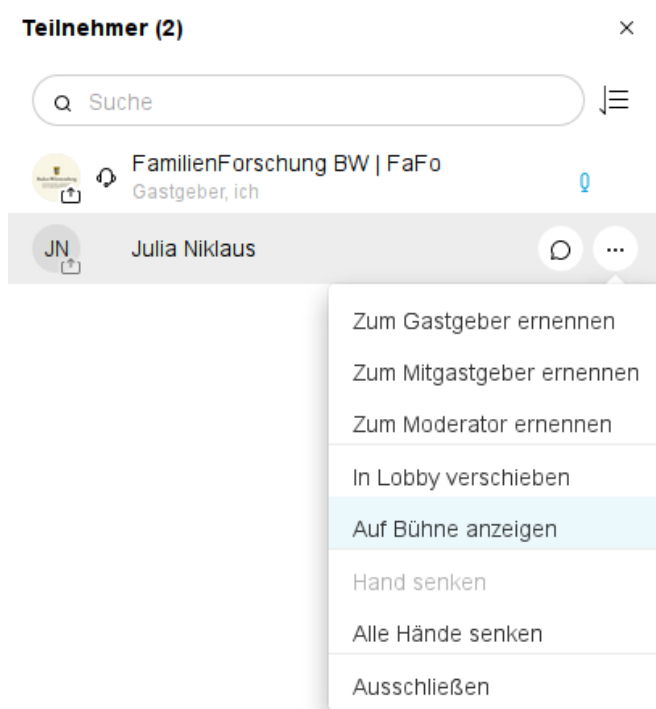 Teilnehmer (2)
Suche
FamilienForschung BW | FaFo
Gastgeber, ich
JN
Julia Niklaus
Zum Gastgeber ernennen
Zum Mitgastgeber ernennen
Zum Moderator ernennen
In Lobby verschieben
Auf Bühne anzeigen
Hand senken
Alle Hände senken
Ausschließen